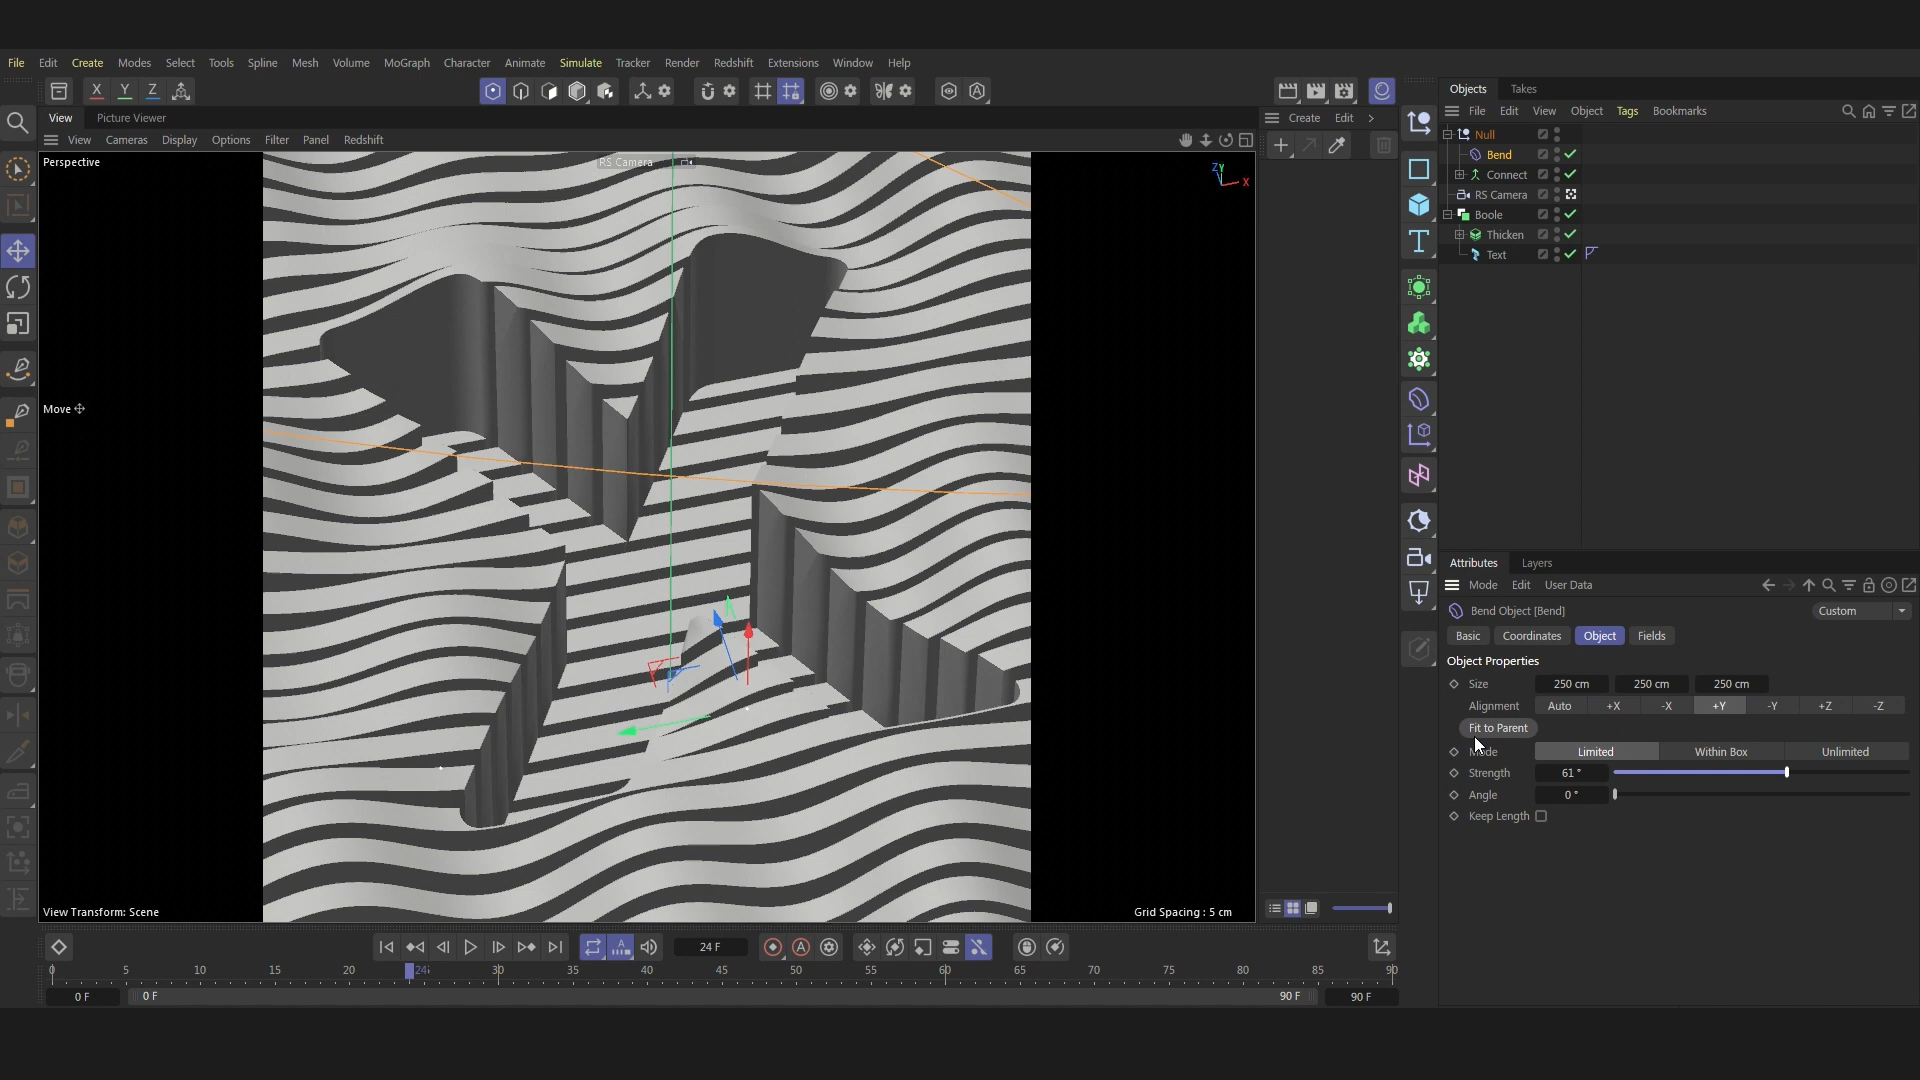 File Edit Create Modes Select Tools Spline Mesh Volume MoGraph Character Animate Simulate Tracker Render Redshift Extensions Window Help
X Y Z
Objects Takes
File Edit View Object Tags Bookmarks
View Picture Viewer
Create Edit
View Cameras Display Options Filter Panel Redshift
Perspective
RS Camera
Z Y X
Null
Bend
Connect
RS Camera
Boole
Thicken
Text
Move
Attributes Layers
Mode Edit User Data
Bend Object [Bend]
Custom
Basic Coordinates Object Fields
Object Properties
Size 250 cm 250 cm 250 cm
Alignment Auto +X -X +Y -Y +Z -Z
Fit to Parent
Mode Limited Within Box Unlimited
Strength 61 °
Angle 0 °
Keep Length
View Transform: Scene
Grid Spacing : 5 cm
24 F
0 5 10 15 20 24 30 35 40 45 50 55 60 65 70 75 80 85 90
0 F 0 F 90 F 90 F